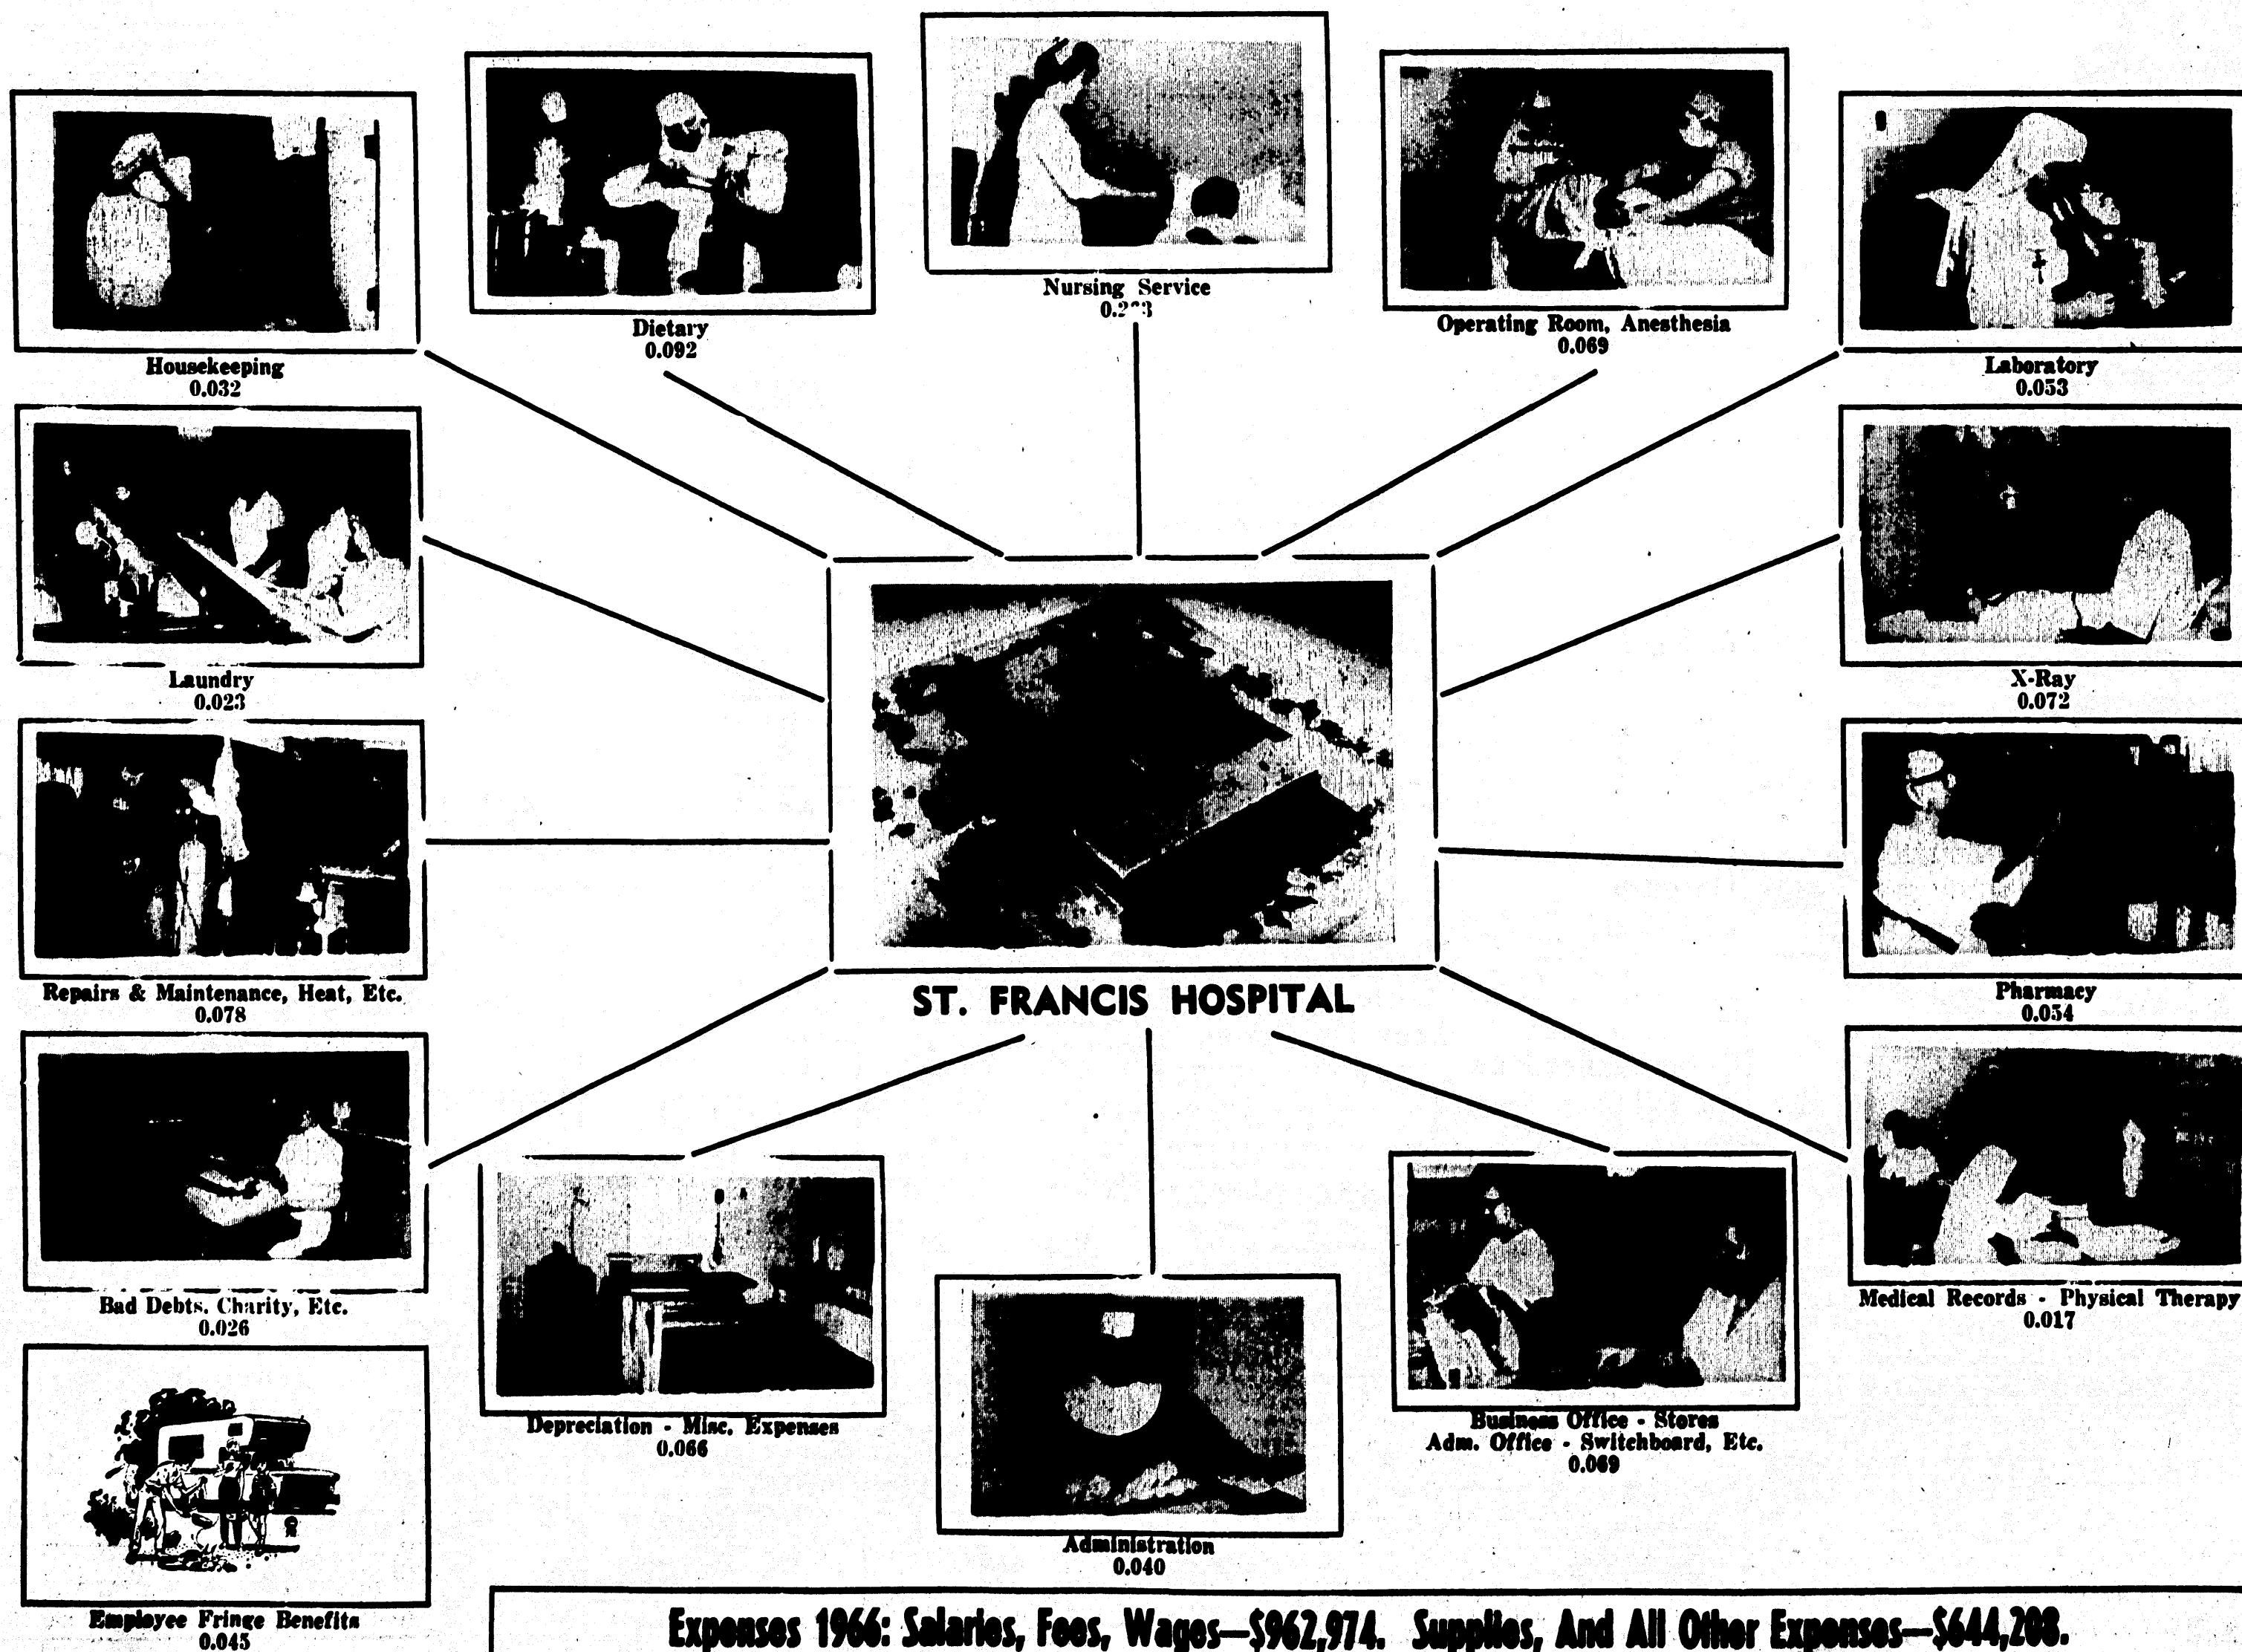 Nursing Service
Dietary
0.092
Operating Room, Anesthesia
0.069
Housekeeping
0.032
Laboratory
0.053
Laundry
0.023
X-Ray
0.072
Repairs & Maintenance, Heat, Etc.
0.078
ST. FRANCIS HOSPITAL
Pharmacy
0.054
Bad Debts, Charity, Etc.
0.026
Medical Records - Physical Therapy
0.017
Depreciation - Misc. Expenses
0.066
Business Office - Stores
Adm. Office - Switchboard, Etc.
0.069
Administration
0.040
Employee Fringe Benefits
0.045
Expenses 1966: Salaries, Fees, Wages—$962,974. Supplies, And All Other Expenses—$644,208.